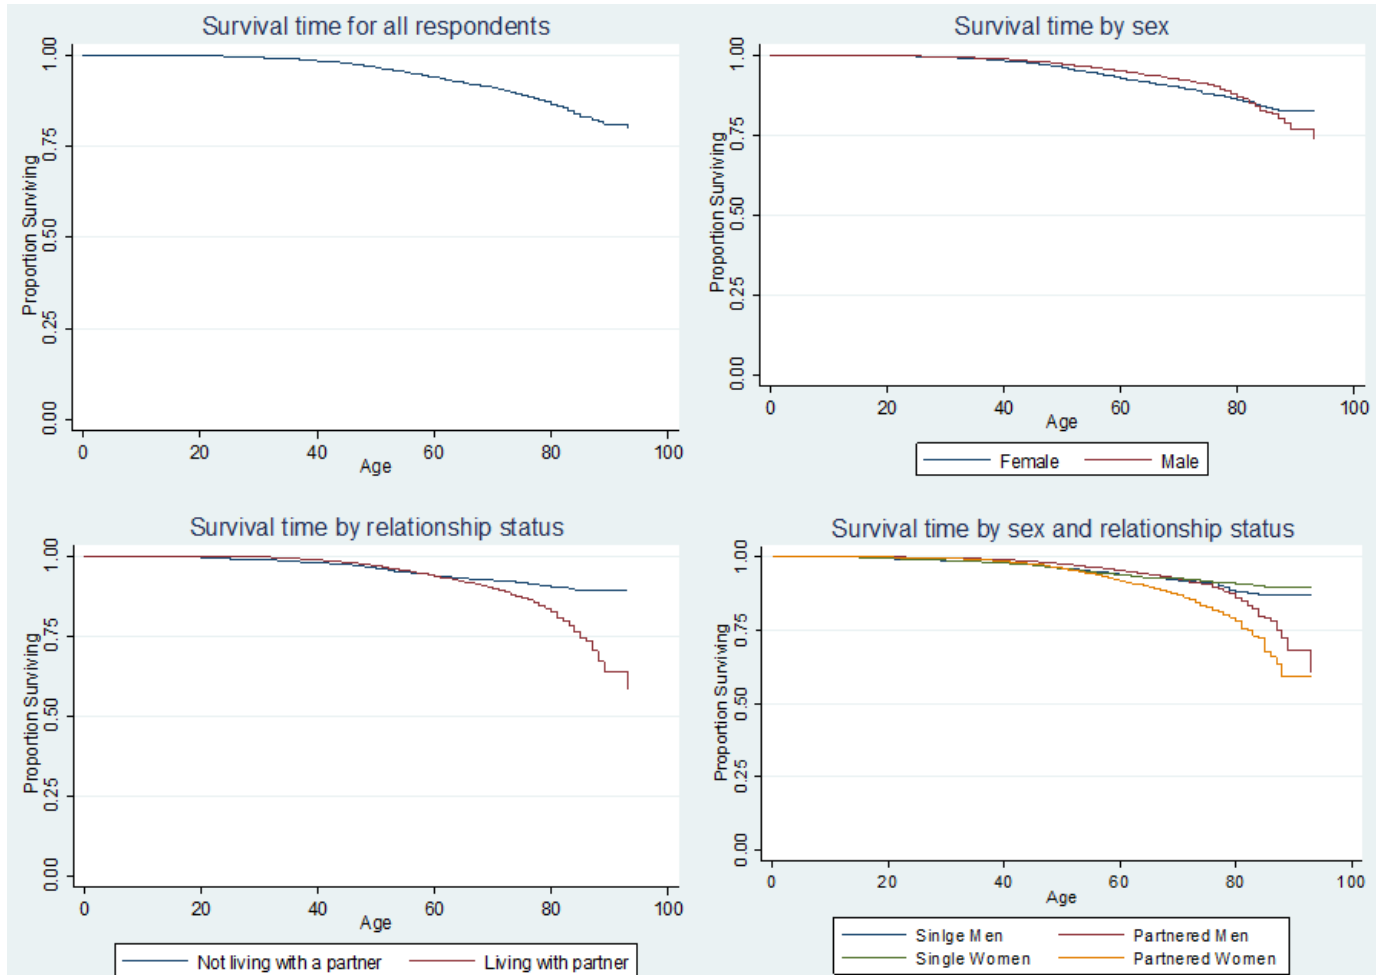 Survival time for all respondents
Proportion Surviving
1.00
0.75
0.50
0.25
0.00
0 20 40 60 80 100
Age
Survival time by sex
Proportion Surviving
1.00
0.75
0.50
0.25
0.00
0 20 40 60 80 100
Age
Female Male
Survival time by relationship status
Proportion Surviving
1.00
0.75
0.50
0.25
0.00
0 20 40 60 80 100
Age
Not living with a partner Living with partner
Survival time by sex and relationship status
Proportion Surviving
1.00
0.75
0.50
0.25
0.00
0 20 40 60 80 100
Age
Sinlge Men Partnered Men
Single Women Partnered Women